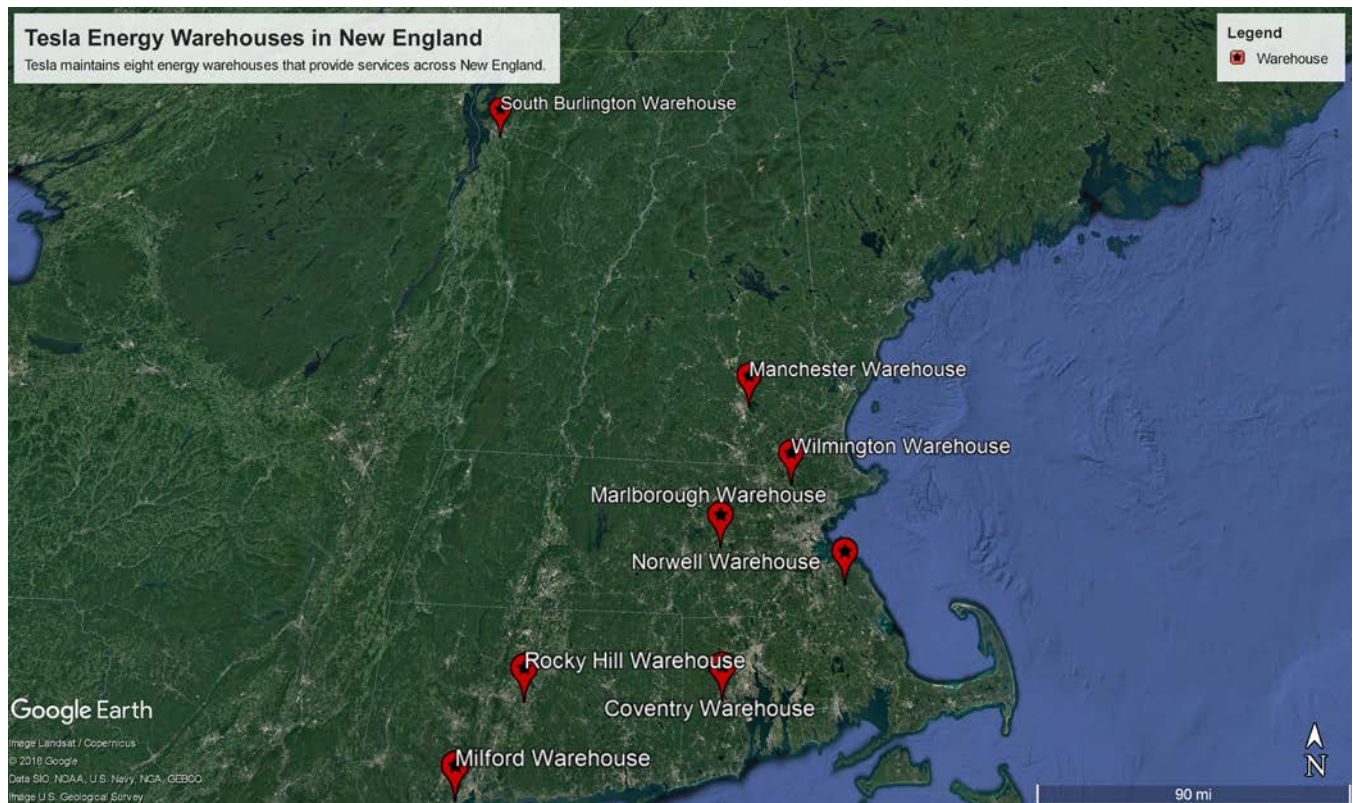 Tesla Energy Warehouses in New England
Tesla maintains eight energy warehouses that provide services across New England.
Legend
Warehouse
South Burlington Warehouse
Manchester Warehouse
Wilmington Warehouse
Marlborough Warehouse
Norwell Warehouse
Rocky Hill Warehouse
Coventry Warehouse
Milford Warehouse
Google Earth
Image Landsat / Copernicus
© 2018 Google
Data SIO, NOAA, U.S. Navy, NGA, GEBCO
Image U.S. Geological Survey
N
90 mi